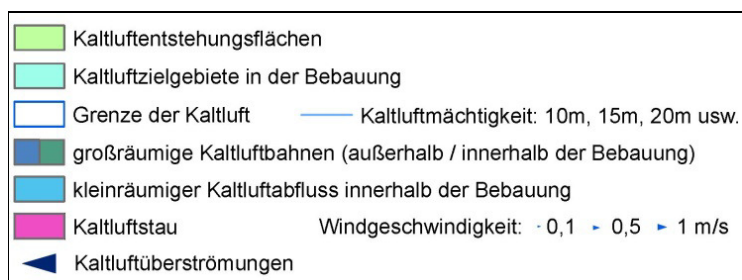 Kaltluftentstehungsflächen
Kaltluftzielgebiete in der Bebauung
Grenze der Kaltluft Kaltluftmächtigkeit: 10m, 15m, 20m usw.
großräumige Kaltluftbahnen (außerhalb / innerhalb der Bebauung)
kleinräumiger Kaltluftabfluss innerhalb der Bebauung
Kaltluftstau Windgeschwindigkeit: 0,1 0,5 1 m/s
Kaltluftüberströmungen